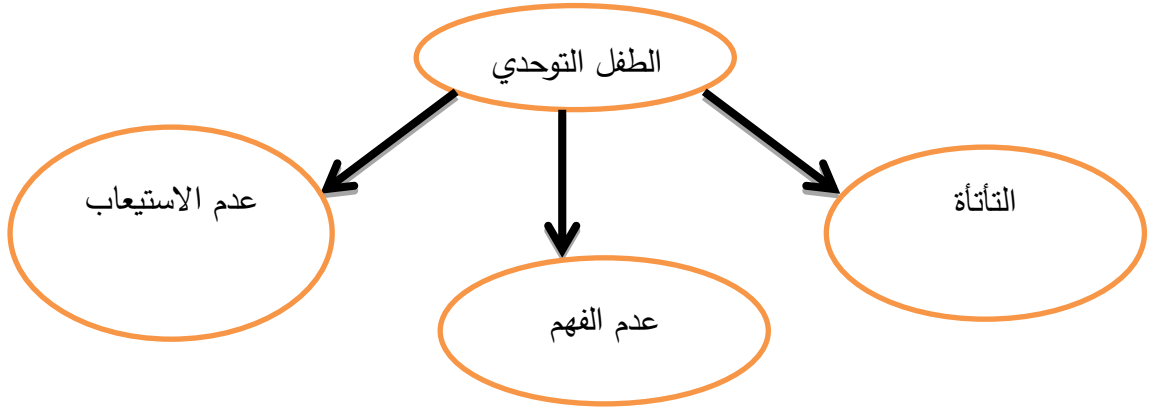 الطفل التوحدي
التأتأة
عدم الاستيعاب
عدم الفهم